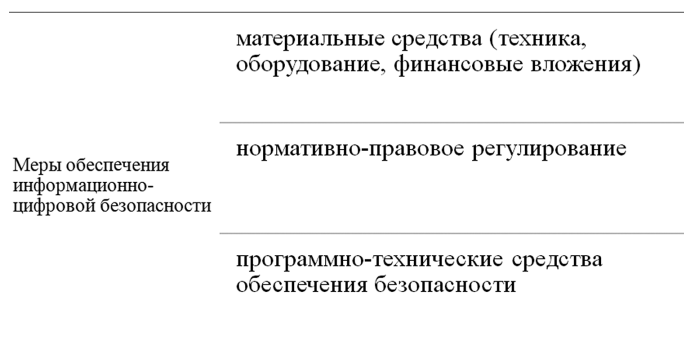 материальные средства (техника,
оборудование, финансовые вложения)
нормативно-правовое регулирование
Меры обеспечения
информационно-
цифровой безопасности
программно-технические средства
обеспечения безопасности